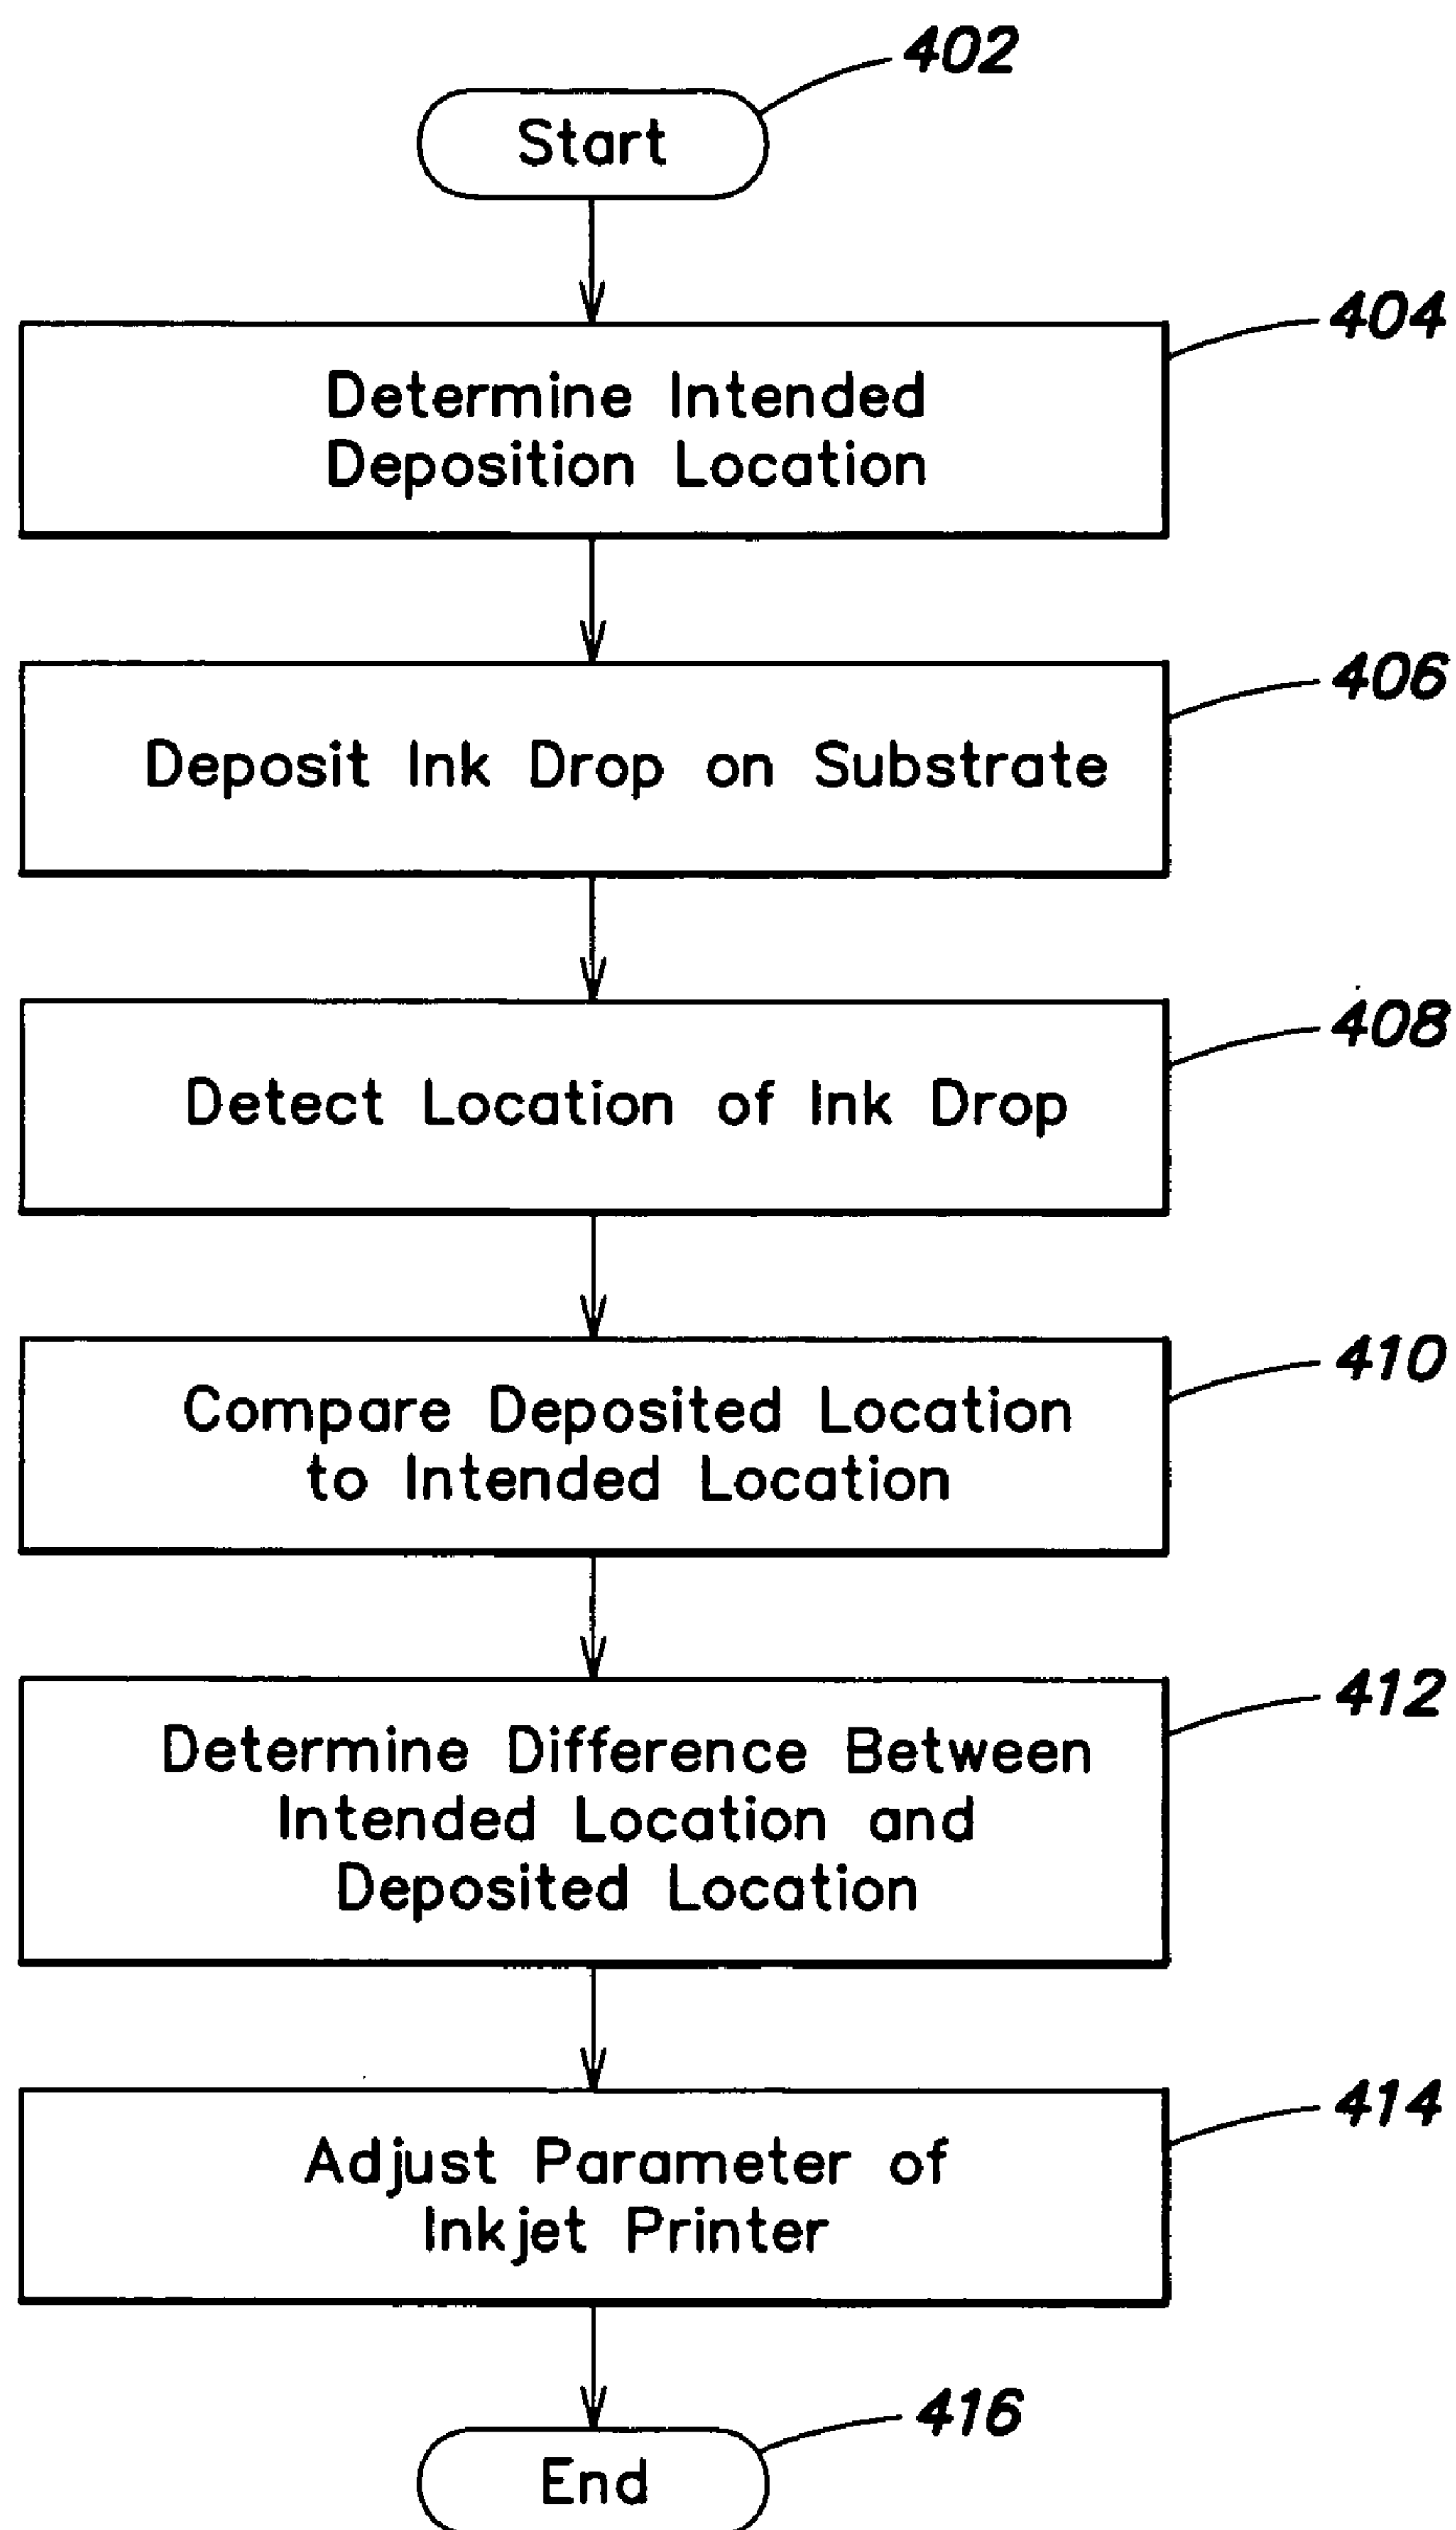 402
Start
404
Determine Intended
Deposition Location
406
Deposit Ink Drop on Substrate
408
Detect Location of Ink Drop
410
Compare Deposited Location
to Intended Location
412
Determine Difference Between
Intended Location and
Deposited Location
414
Adjust Parameter of
Inkjet Printer
416
End